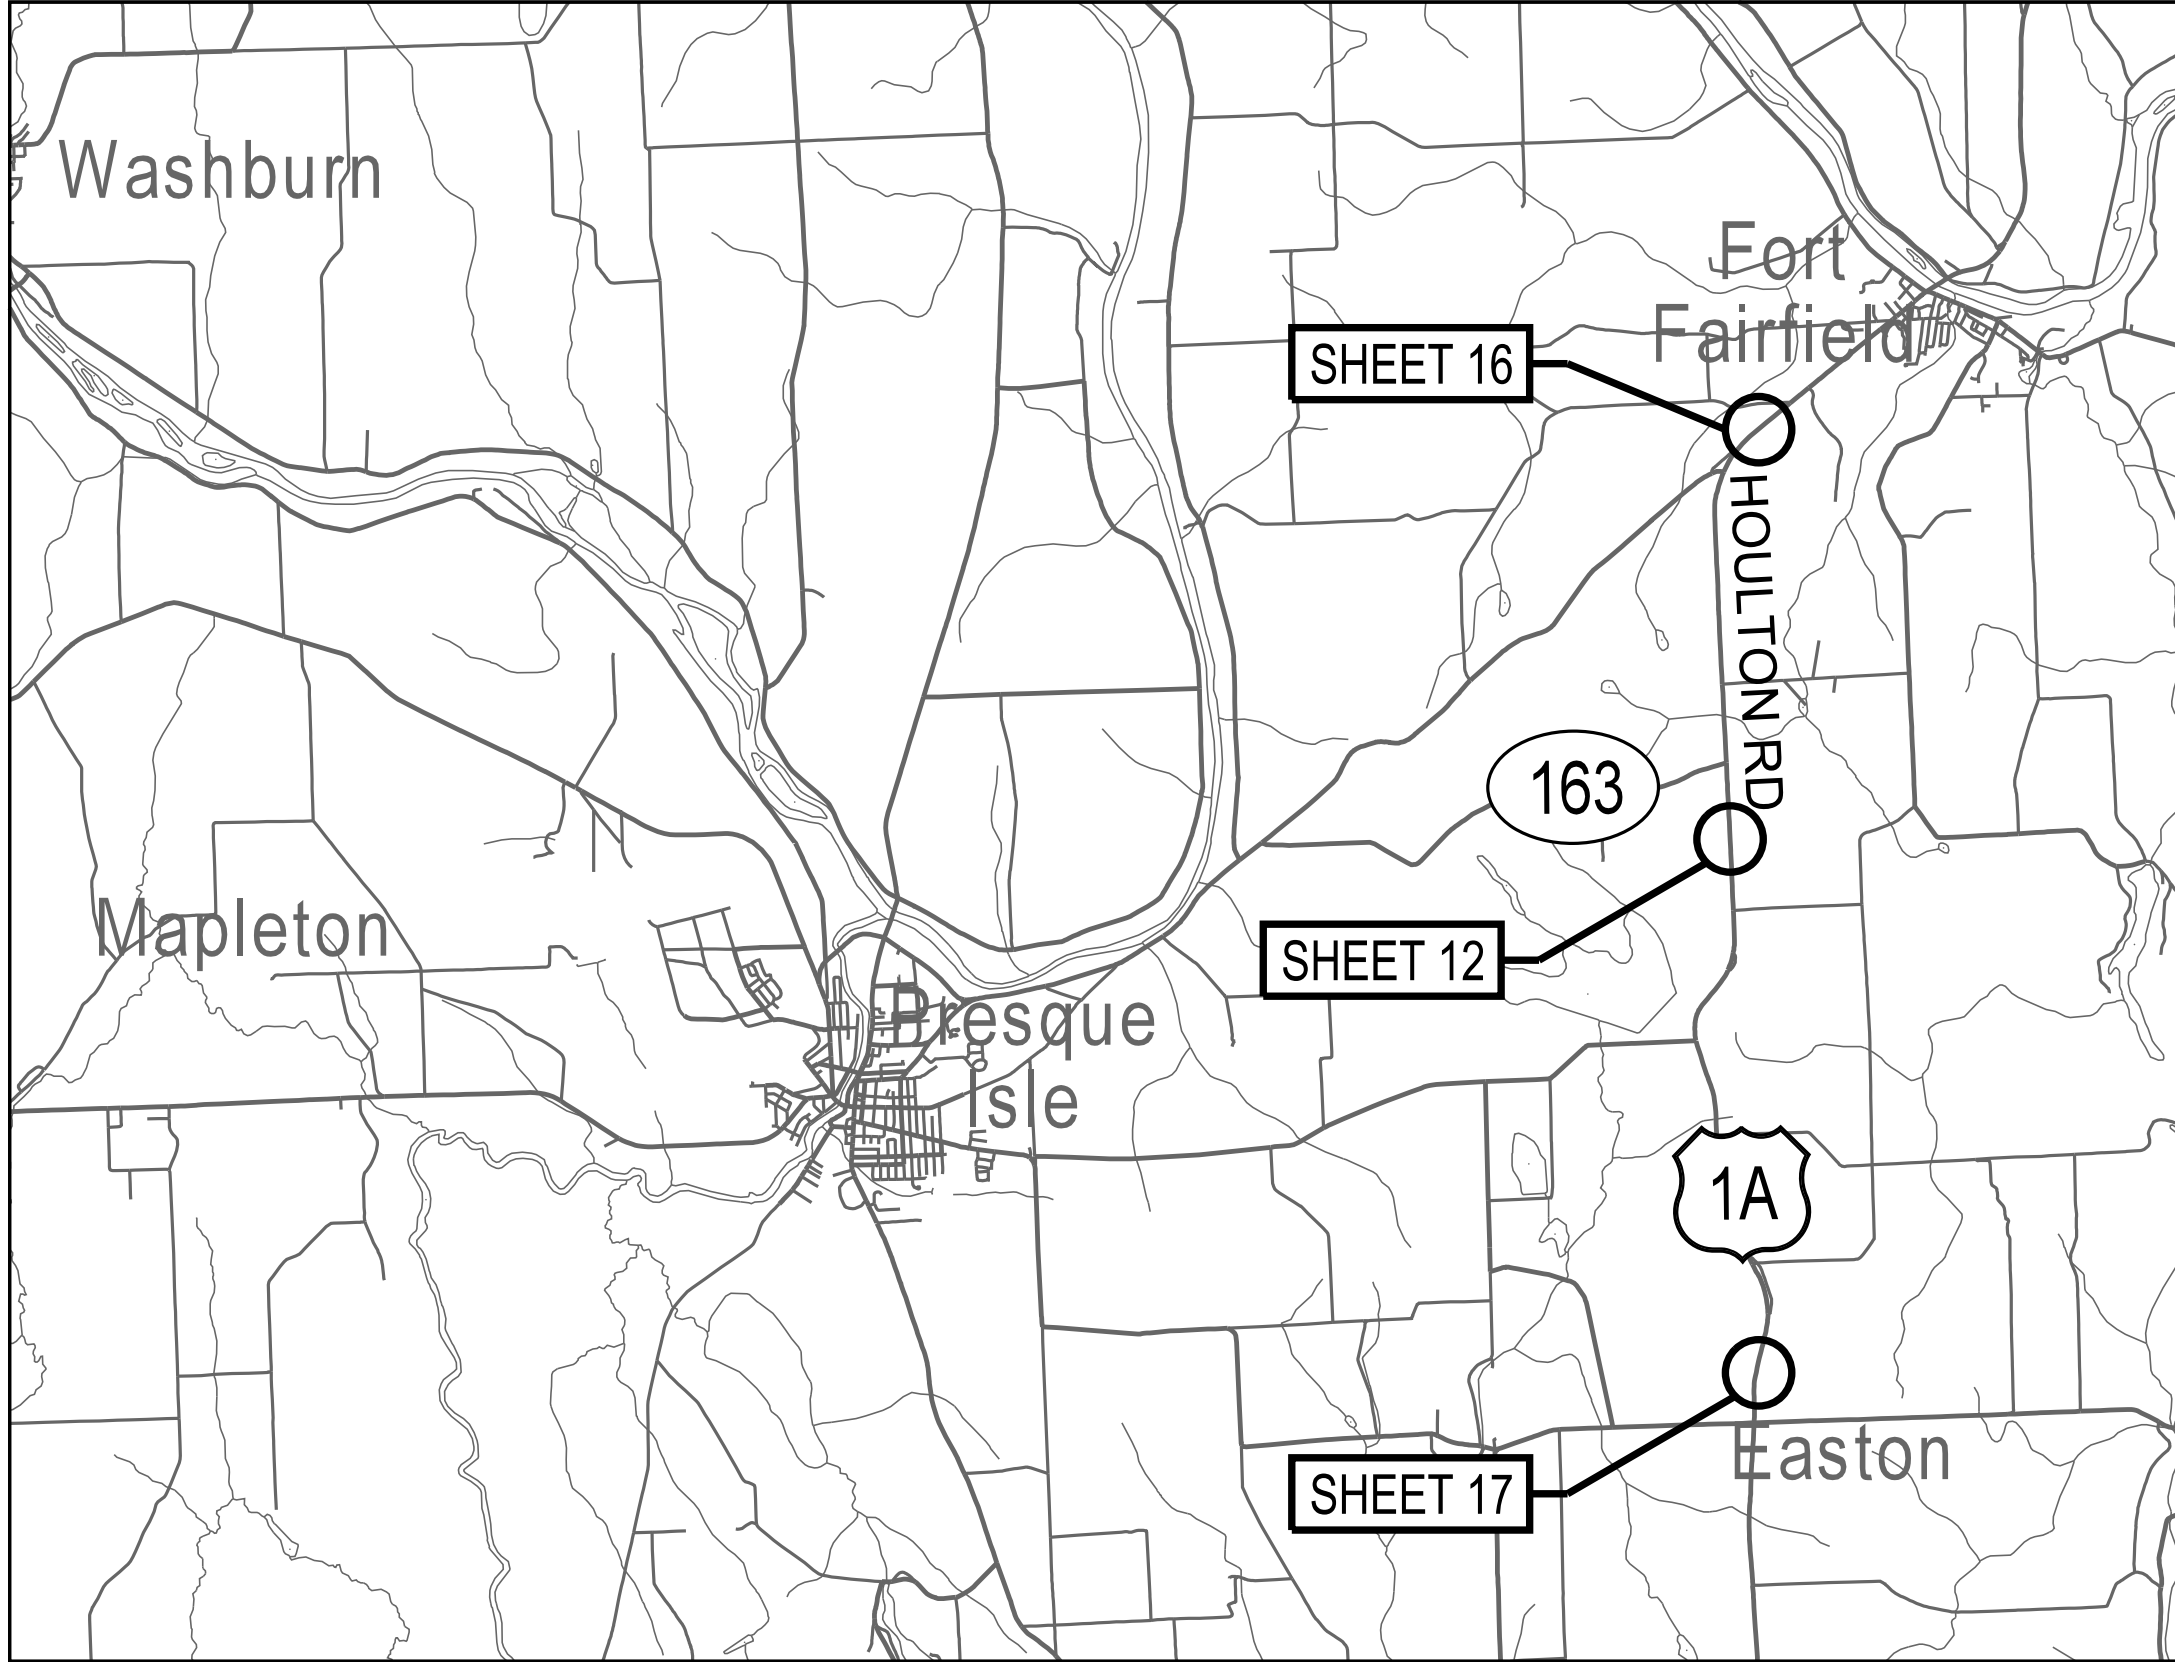 Washburn
Fort
Fairfield
SHEET 16
HOULTON RD
163
Mapleton
SHEET 12
Presque
Isle
1A
Easton
SHEET 17